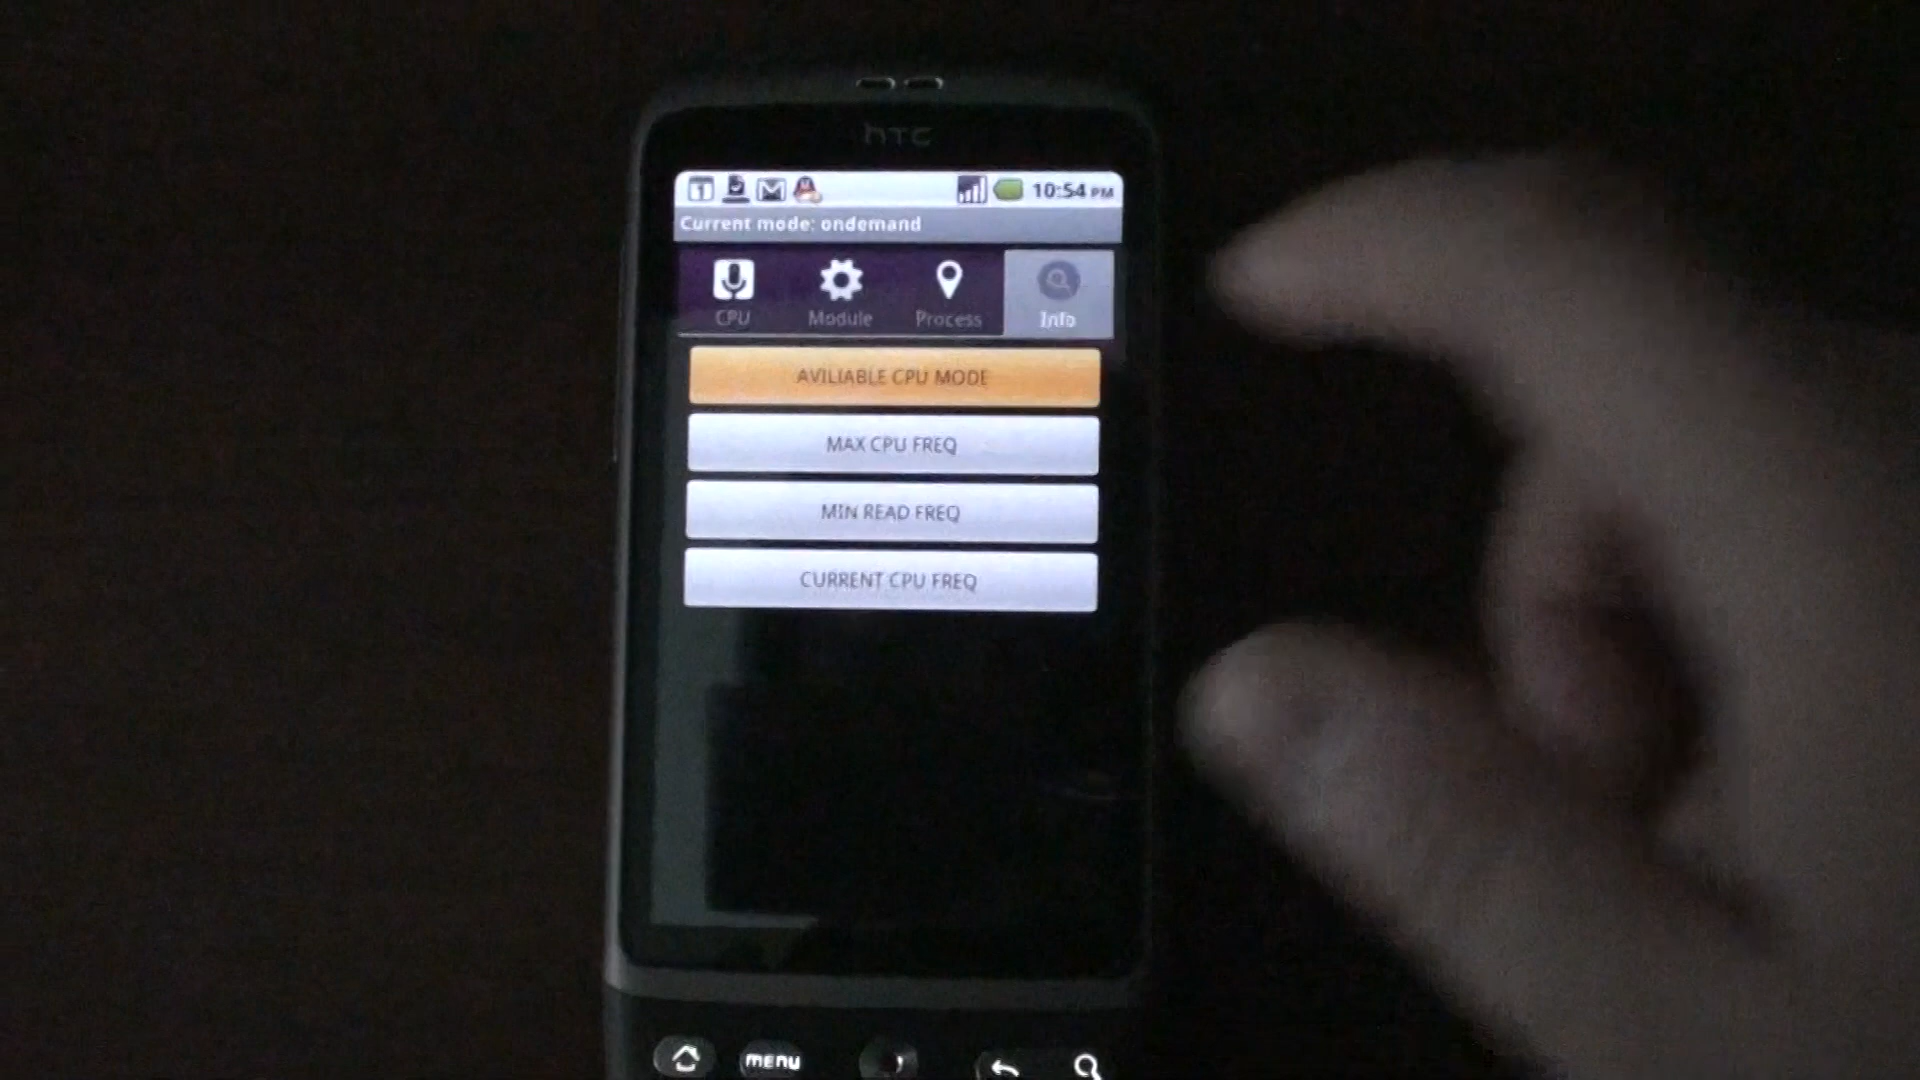 hTC
1 10:54 PM
Current mode: ondemand
CPU Module Process Info
AVILIABLE CPU MODE
MAX CPU FREQ
MIN READ FREQ
CURRENT CPU FREQ
menu